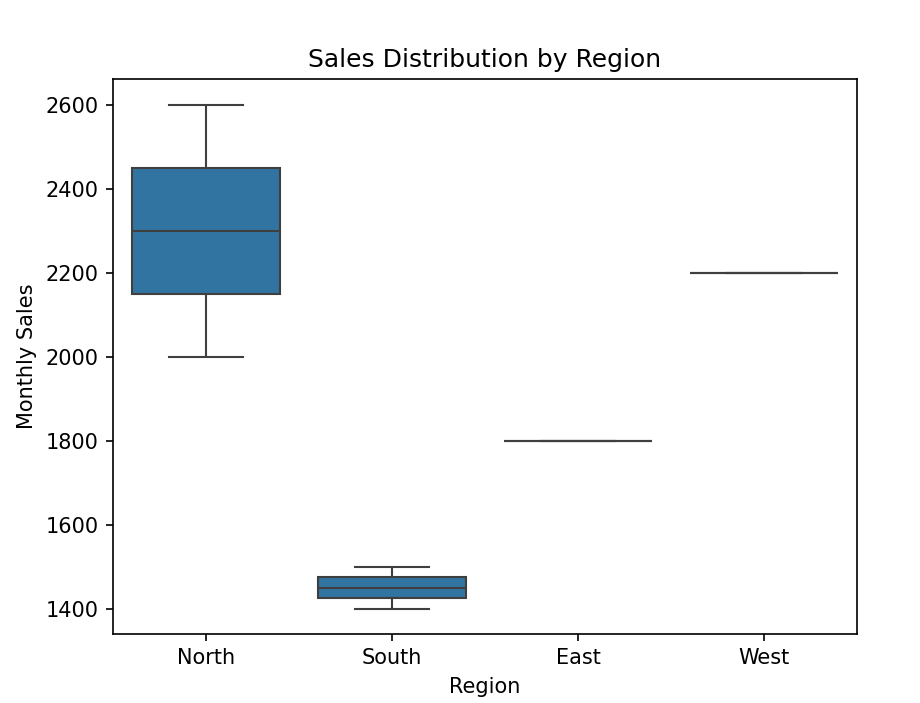 Sales Distribution by Region
Monthly Sales
2600
2400
2200
2000
1800
1600
1400
North South East West
Region